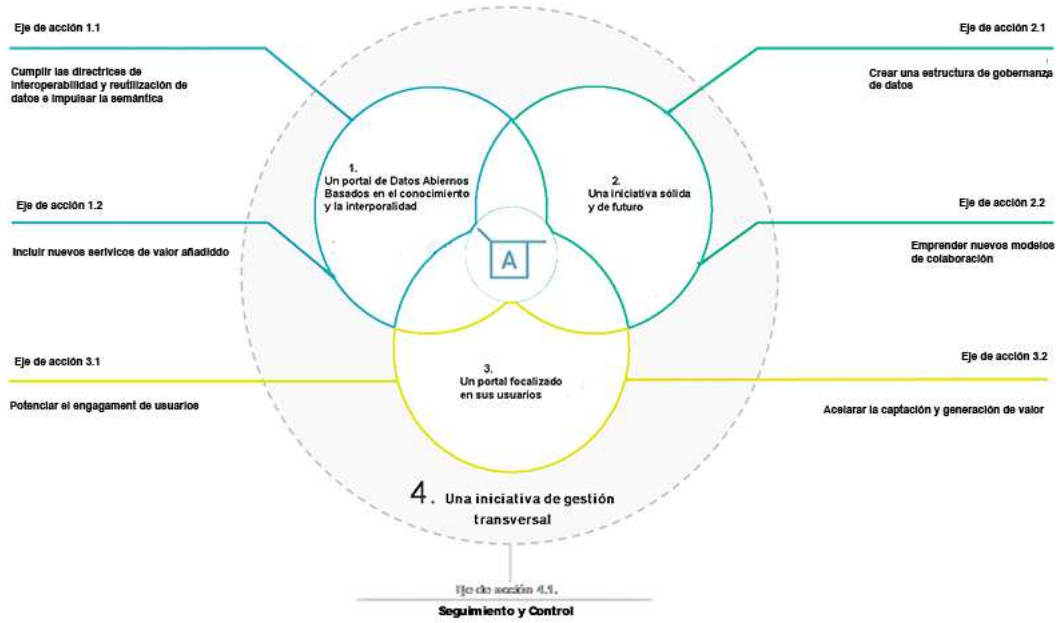 Eje de acción 1.1
Cumplir las directrices de
interoperabilidad y reutilización de
datos e impulsar la semántica
Eje de acción 2.1
Crear una estructura de gobernanza
de datos
1.
Un portal de Datos Abiernos
Basados en el conocimiento
y la interporalidad
2.
Una iniciativa sólida
y de futuro
Eje de acción 1.2
Incluir nuevos serivicos de valor añadiddo
Eje de acción 2.2
Emprender nuevos modelos
de colaboración
A
Eje de acción 3.1
Potenciar el engagament de usuarios
3.
Un portal focalizado
en sus usuarios
Eje de acción 3.2
Acelarar la captación y generación de valor
4. Una iniciativa de gestión
transversal
Eje de acción 4.1.
Seguimiento y Control